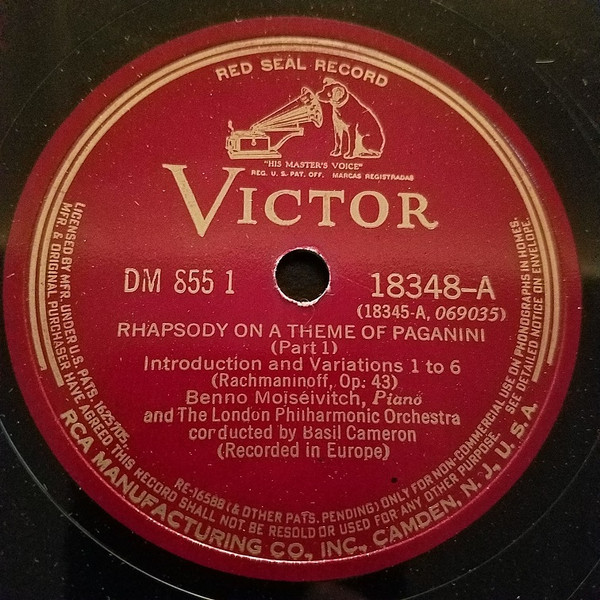 RED SEAL RECORD
"HIS MASTER'S VOICE"
REG. U.S. PAT. OFF. MARCAS REGISTRADAS
VICTOR
DM 855 1
18348-A
(18345-A, 069035)
RHAPSODY ON A THEME OF PAGANINI
(Part 1)
Introduction and Variations 1 to 6
(Rachmaninoff, Op. 43)
Benno Moiséivitch, Piano
and The London Philharmonic Orchestra
conducted by Basil Cameron
(Recorded in Europe)
LICENSED BY MFR. UNDER U.S. PATS. 1625705, RE-16588 (& OTHER PATS. PENDING) ONLY FOR NON-COMMERCIAL USE ON PHONOGRAPHS IN HOMES.
MFR. & ORIGINAL PURCHASER HAVE AGREED THIS RECORD SHALL NOT BE RESOLD OR USED FOR ANY OTHER PURPOSE. SEE DETAILED NOTICE ON ENVELOPE.
RCA MANUFACTURING CO., INC., CAMDEN, N. J., U. S. A.